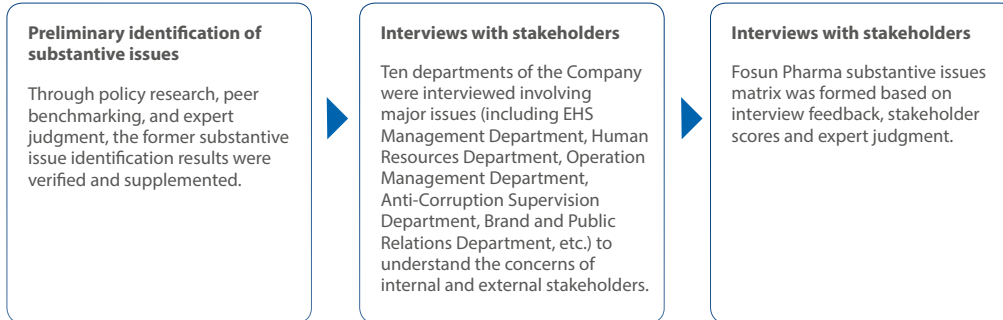 Preliminary identification of
substantive issues
Through policy research, peer
benchmarking, and expert
judgment, the former substantive
issue identification results were
verified and supplemented.
Interviews with stakeholders
Ten departments of the Company
were interviewed involving
major issues (including EHS
Management Department, Human
Resources Department, Operation
Management Department,
Anti-Corruption Supervision
Department, Brand and Public
Relations Department, etc.) to
understand the concerns of
internal and external stakeholders.
Interviews with stakeholders
Fosun Pharma substantive issues
matrix was formed based on
interview feedback, stakeholder
scores and expert judgment.